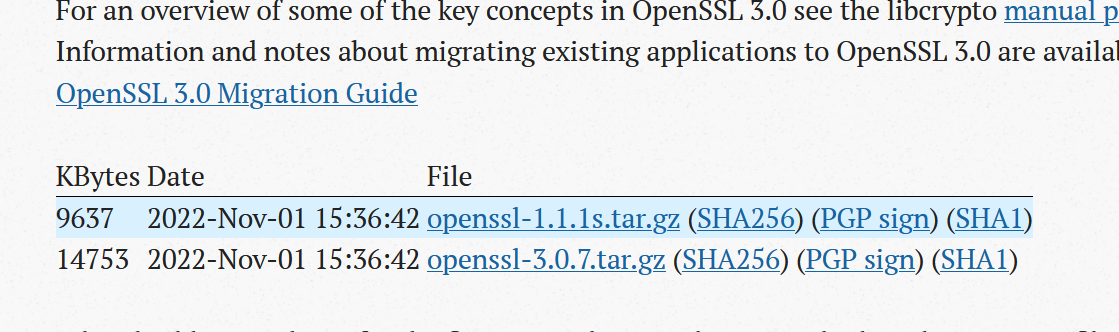 For an overview of some of the key concepts in OpenSSL 3.0 see the libcrypto manual p
Information and notes about migrating existing applications to OpenSSL 3.0 are availab
OpenSSL 3.0 Migration Guide
KBytes Date File
9637 2022-Nov-01 15:36:42 openssl-1.1.1s.tar.gz (SHA256) (PGP sign) (SHA1)
14753 2022-Nov-01 15:36:42 openssl-3.0.7.tar.gz (SHA256) (PGP sign) (SHA1)